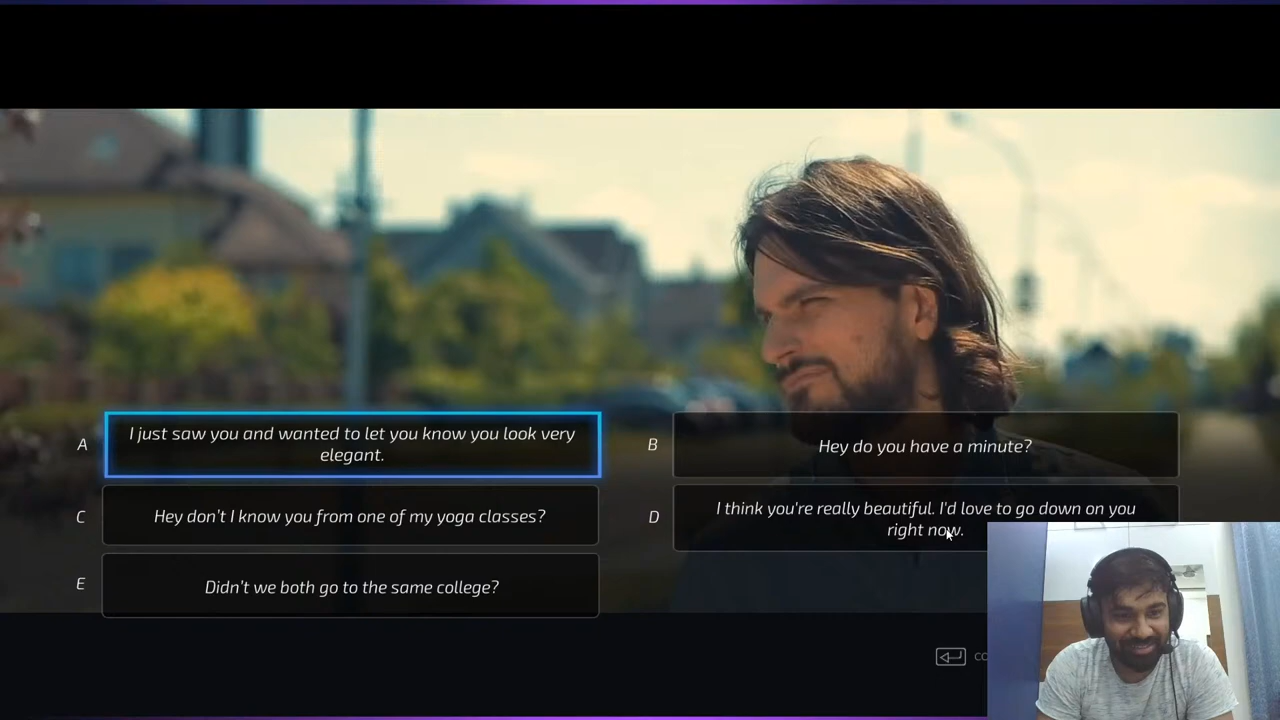 A
I just saw you and wanted to let you know you look very
elegant.
B
Hey do you have a minute?
C
Hey don't I know you from one of my yoga classes?
D
I think you're really beautiful. I'd love to go down on you
right now.
E
Didn't we both go to the same college?